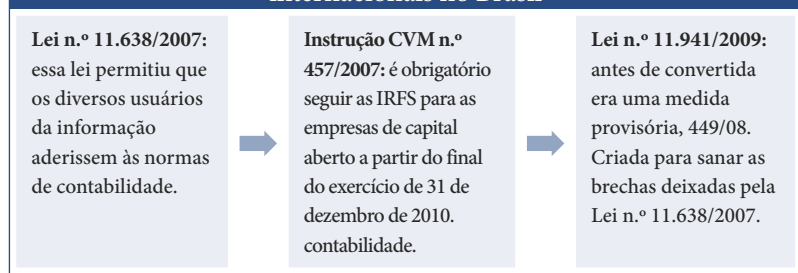 internacionais no Brasil
Lei n.º 11.638/2007:
essa lei permitiu que
os diversos usuários
da informação
aderissem às normas
de contabilidade.
Instrução CVM n.º
457/2007: é obrigatório
seguir as IRFS para as
empresas de capital
aberto a partir do final
do exercício de 31 de
dezembro de 2010.
contabilidade.
Lei n.º 11.941/2009:
antes de convertida
era uma medida
provisória, 449/08.
Criada para sanar as
brechas deixadas pela
Lei n.º 11.638/2007.